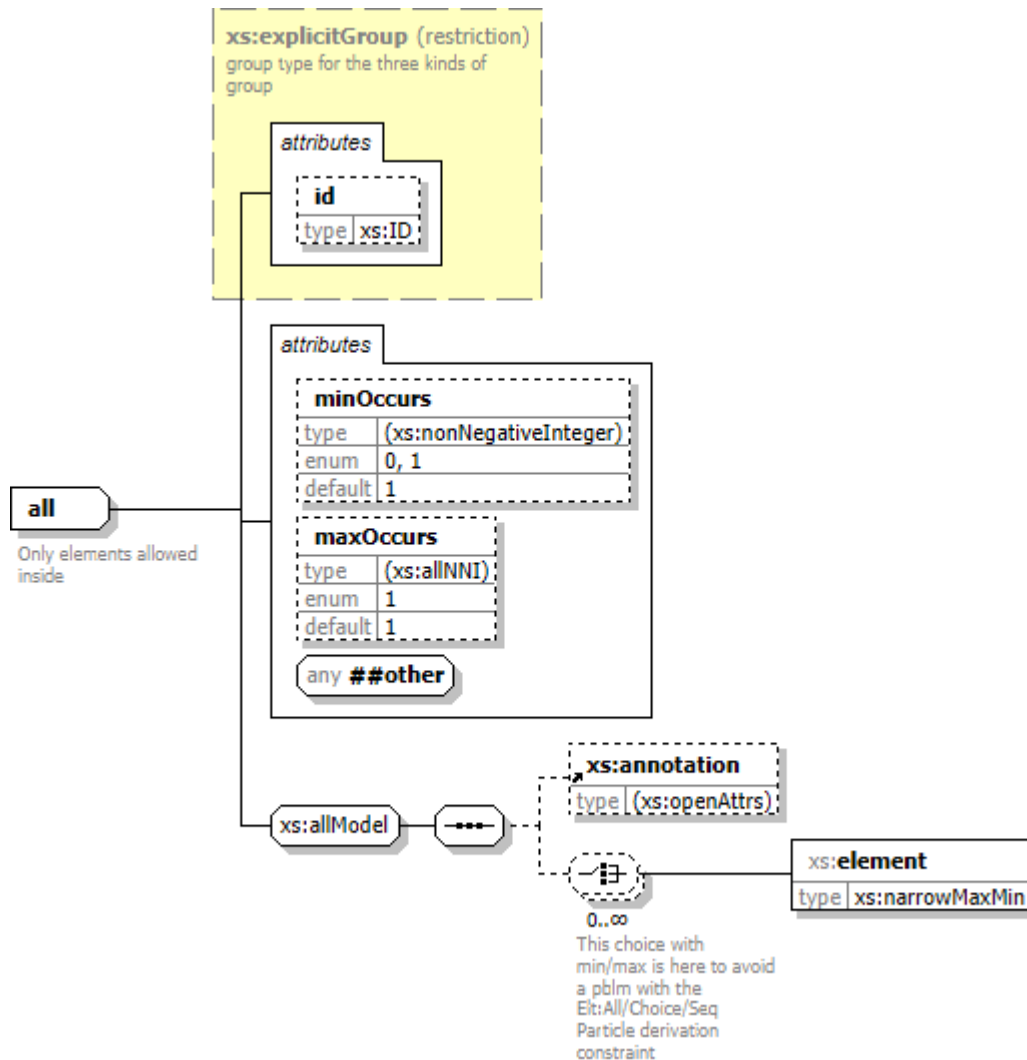 xs:explicitGroup (restriction)
group type for the three kinds of
group
attributes
id
type xs:ID
attributes
minOccurs
type (xs:nonNegativeInteger)
enum 0, 1
default 1
maxOccurs
type (xs:allNNI)
enum 1
default 1
any ##other
all
Only elements allowed
inside
xs:allModel
xs:annotation
type (xs:openAttrs)
0..∞
This choice with
min/max is here to avoid
a pblm with the
Elt:All/Choice/Seq
Particle derivation
constraint
xs:element
type xs:narrowMaxMin